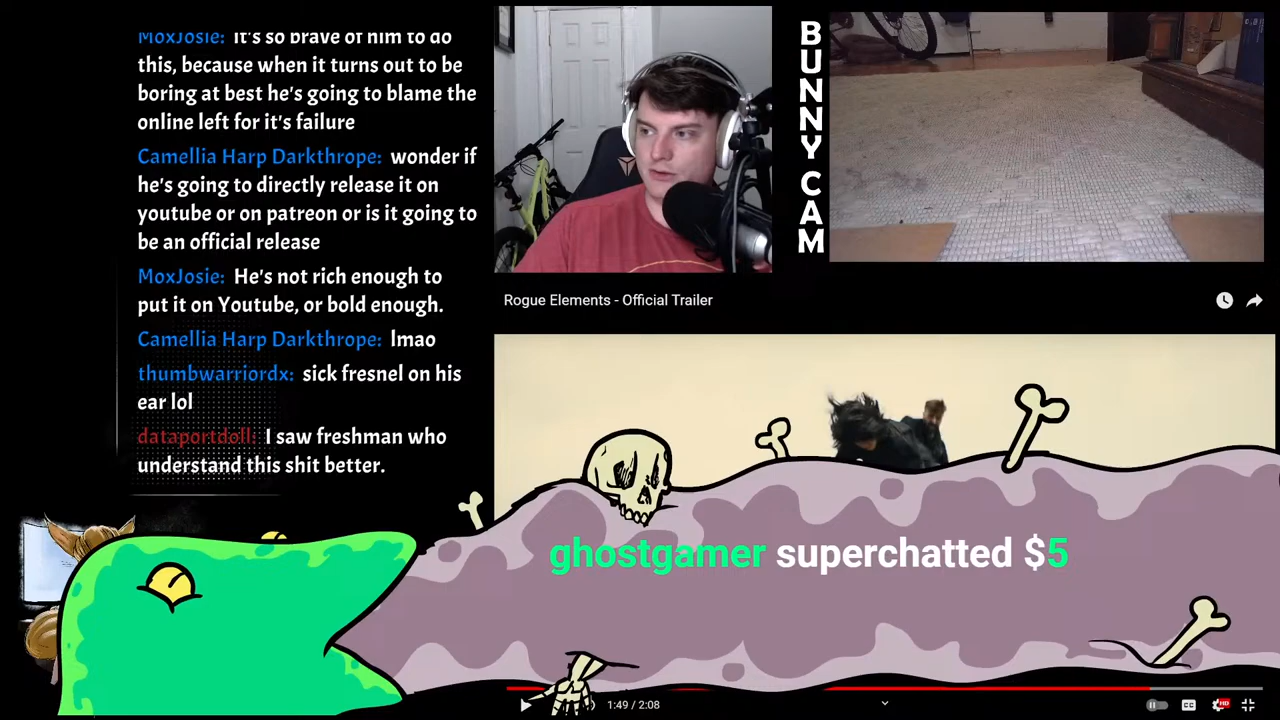 MoxJosie: It's so brave of him to do
this, because when it turns out to be
boring at best he's going to blame the
online left for it's failure
Camellia Harp Darkthrope: wonder if
he's going to directly release it on
youtube or on patreon or is it going to
be an official release
MoxJosie: He's not rich enough to
put it on Youtube, or bold enough.
Camellia Harp Darkthrope: lmao
thumbwarriordx: sick fresnel on his
ear lol
dataportdoll: I saw freshman who
understand this shit better.
BUNNY CAM
Rogue Elements - Official Trailer
ghostgamer superchatted $5
1:49 / 2:08
CC
HD